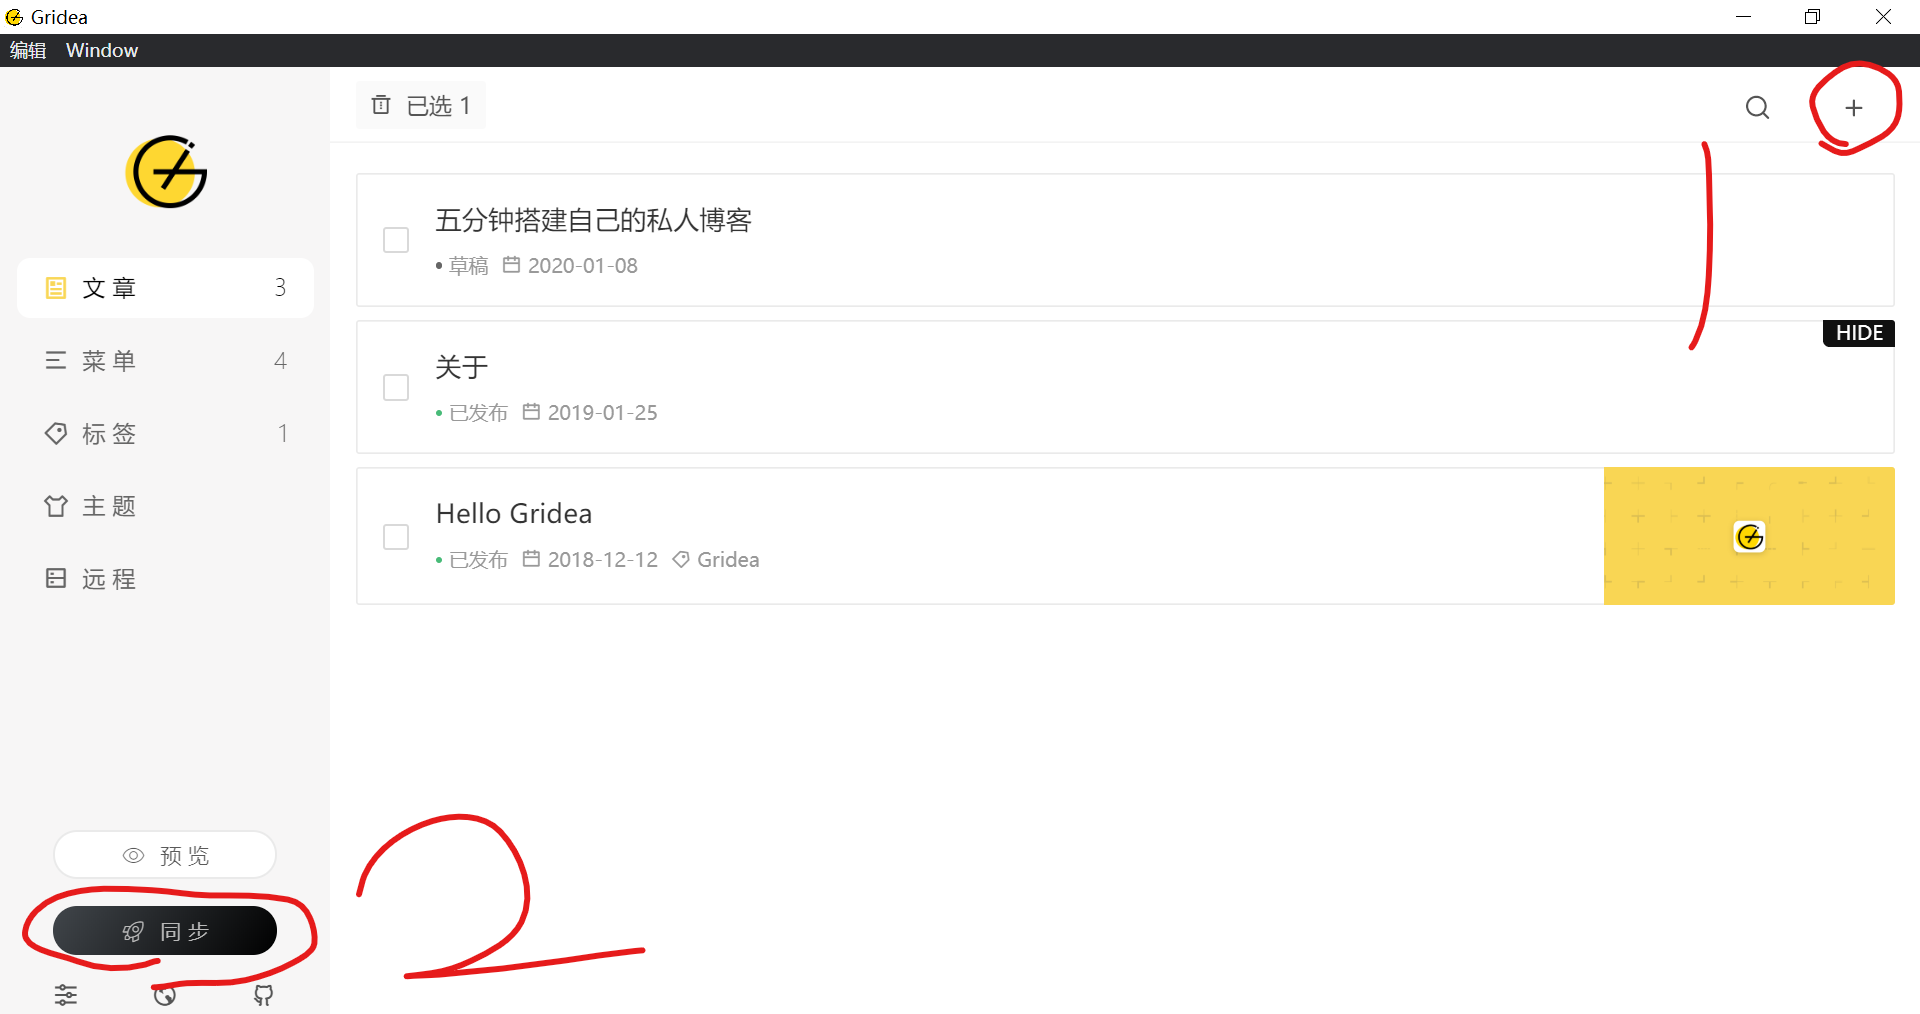 Gridea
编辑 Window
已选 1
文章 3
菜单 4
标签 1
主题
远程
预览
同步
五分钟搭建自己的私人博客
草稿 2020-01-08
HIDE
关于
已发布 2019-01-25
Hello Gridea
已发布 2018-12-12 Gridea
1
2